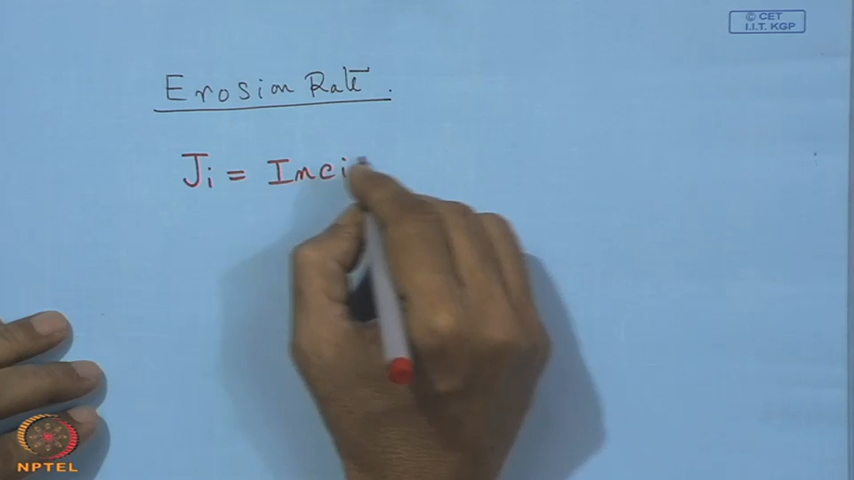 © CET
I.I.T. KGP
Erosion Rate.
Ji = Inci
NPTEL